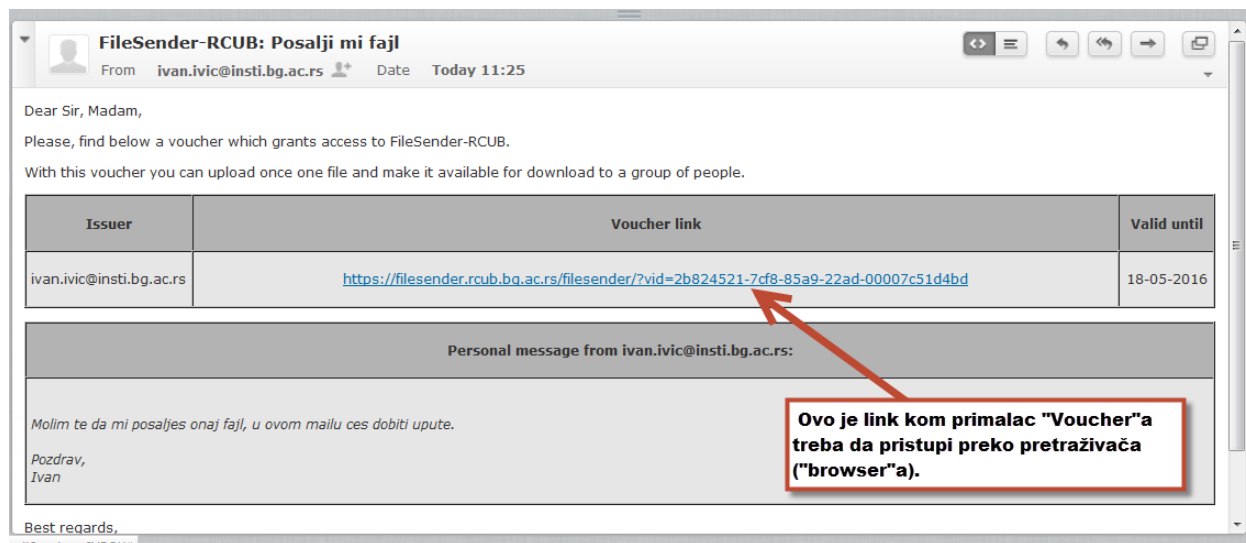 FileSender-RCUB: Posalji mi fajl
From ivan.ivic@insti.bg.ac.rs Date Today 11:25
Dear Sir, Madam,
Please, find below a voucher which grants access to FileSender-RCUB.
With this voucher you can upload once one file and make it available for download to a group of people.
Issuer Voucher link Valid until
ivan.ivic@insti.bg.ac.rs https://filesender.rcub.bg.ac.rs/filesender/?vid=2b824521-7cf8-85a9-22ad-00007c51d4bd 18-05-2016
Personal message from ivan.ivic@insti.bg.ac.rs:
Molim te da mi posaljes onaj fajl, u ovom mailu ces dobiti upute.
Pozdrav,
Ivan
Ovo je link kom primalac "Voucher"a
treba da pristupi preko pretraživača
("browser"a).
Best regards,